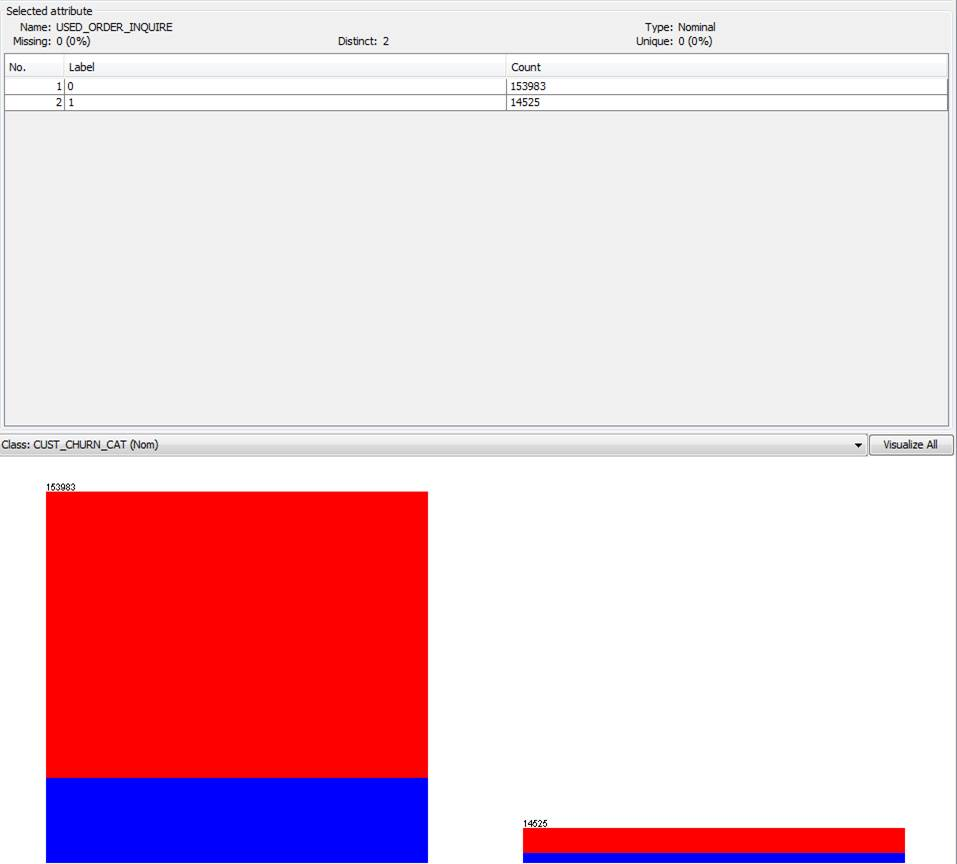 Selected attribute
Name: USED_ORDER_INQUIRE Type: Nominal
Missing: 0 (0%) Distinct: 2 Unique: 0 (0%)
No. Label Count
1 0 153983
2 1 14525
Class: CUST_CHURN_CAT (Nom) Visualize All
153983
14525